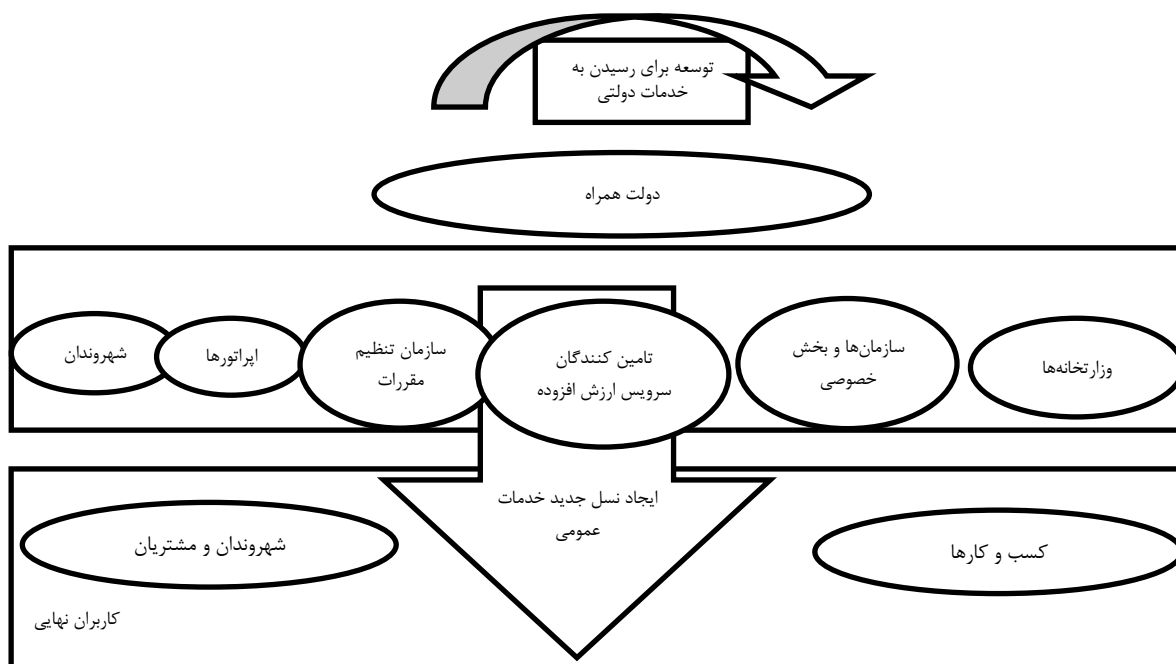 توسعه برای رسیدن به
خدمات دولتی
دولت همراه
وزارتخانه‌ها
سازمان‌ها و بخش
خصوصی
تامین کنندگان
سرویس ارزش افزوده
سازمان تنظیم
مقررات
اپراتورها
شهروندان
ایجاد نسل جدید خدمات
عمومی
کسب و کارها
شهروندان و مشتریان
کاربران نهایی